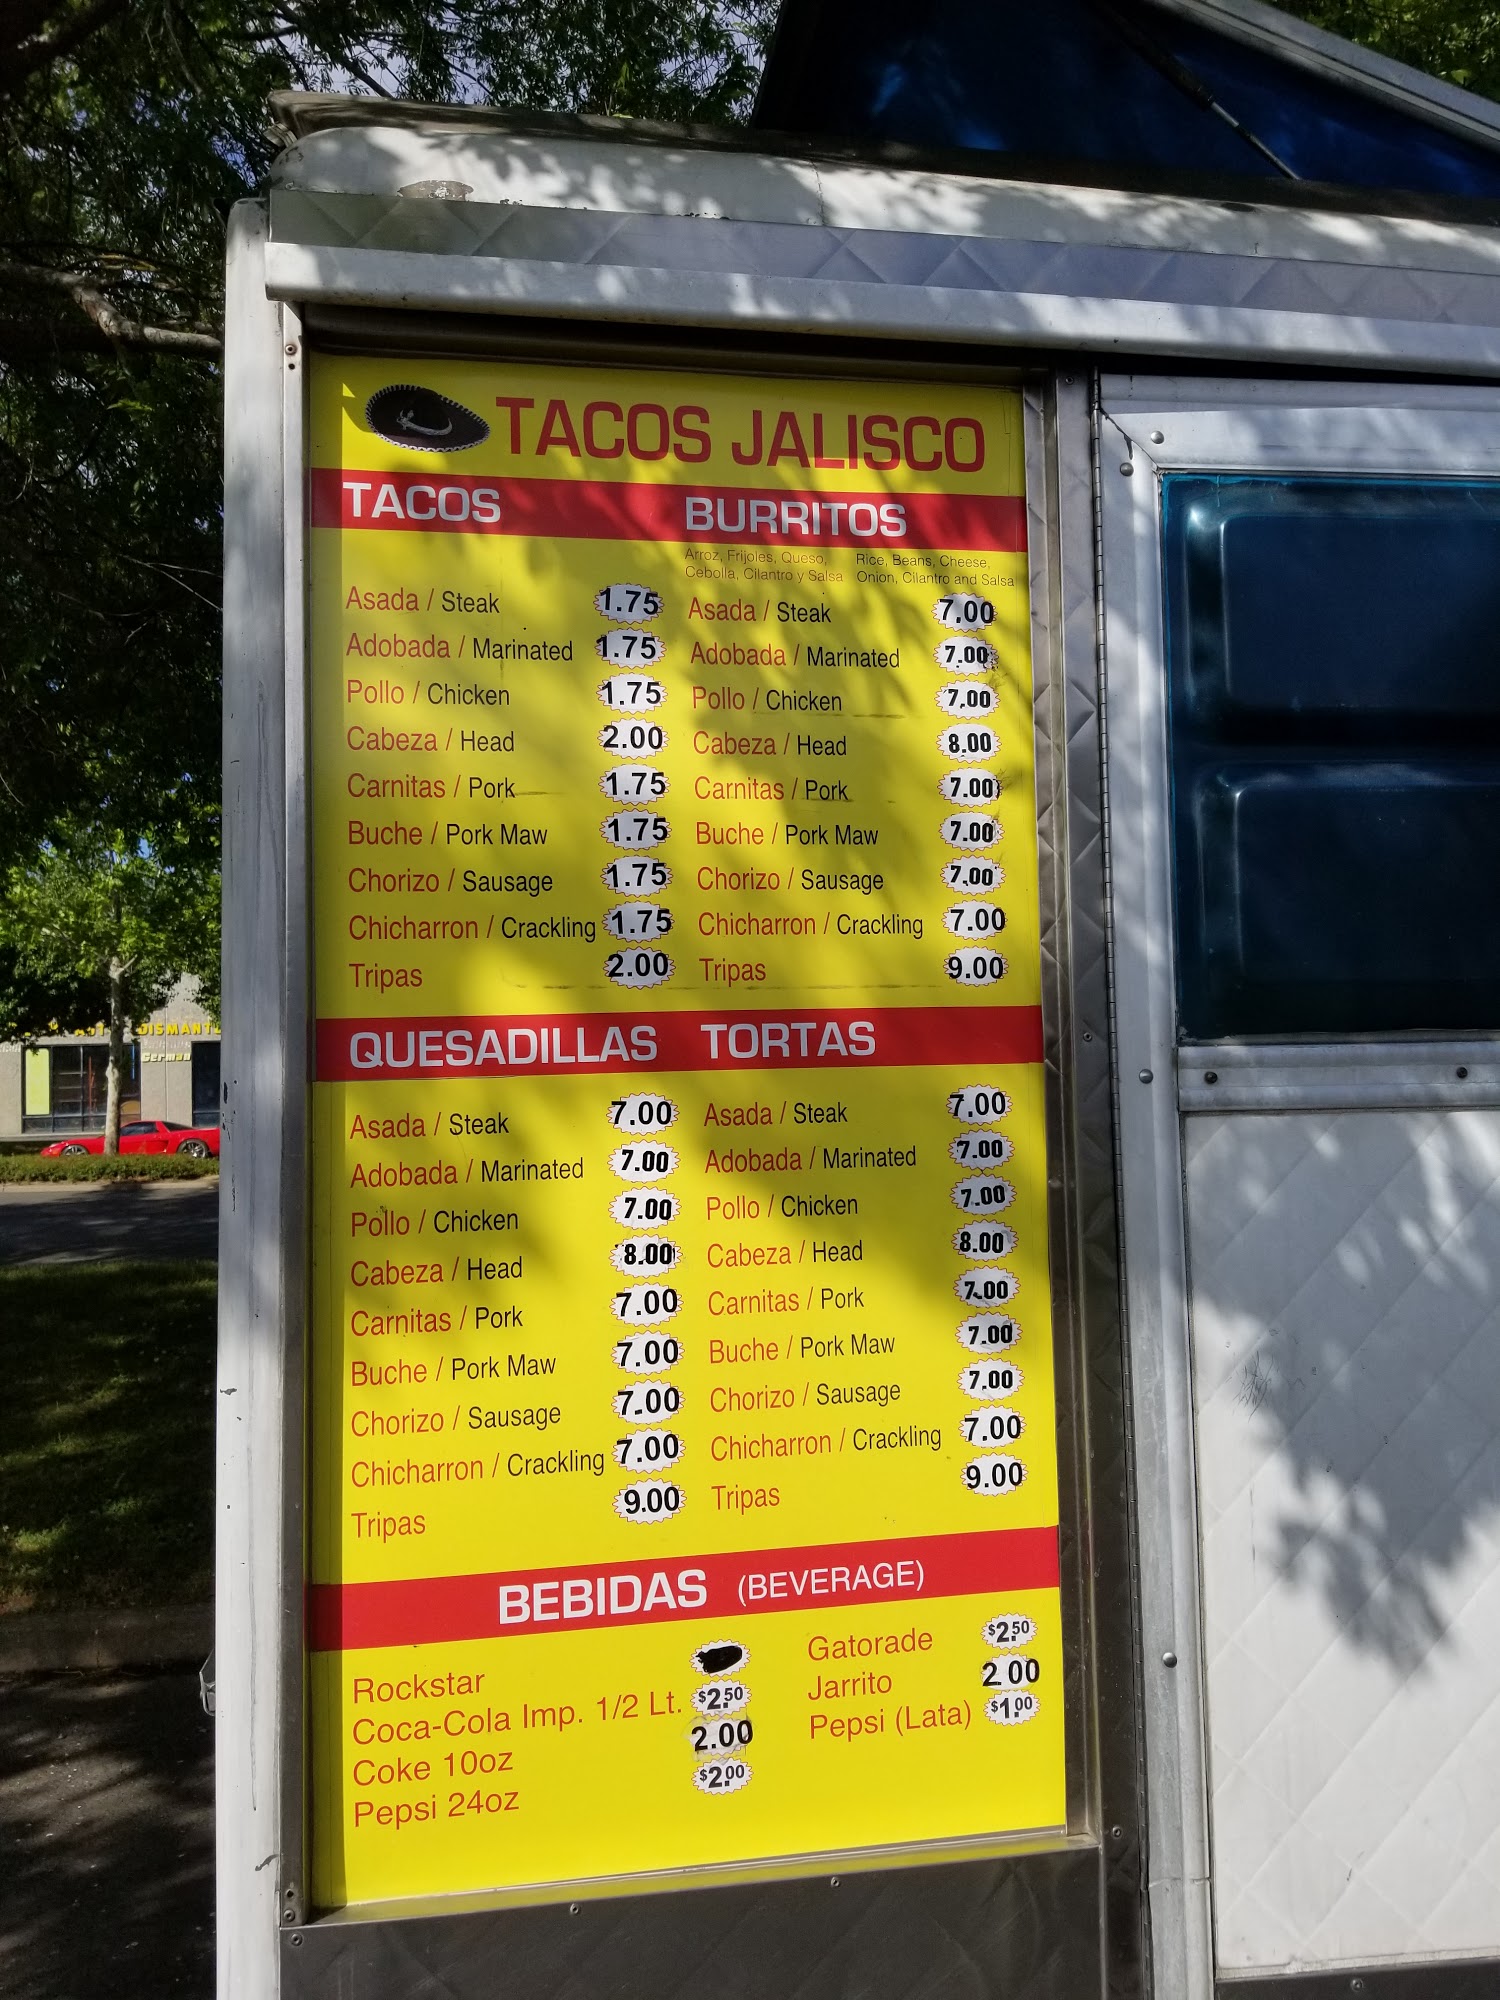 TACOS JALISCO
TACOS
Asada / Steak 1.75
Adobada / Marinated 1.75
Pollo / Chicken 1.75
Cabeza / Head 2.00
Carnitas / Pork 1.75
Buche / Pork Maw 1.75
Chorizo / Sausage 1.75
Chicharron / Crackling 1.75
Tripas 2.00
BURRITOS
Arroz, Frijoles, Queso, Cebolla, Cilantro y Salsa
Rice, Beans, Cheese, Onion, Cilantro and Salsa
Asada / Steak 7.00
Adobada / Marinated 7.00
Pollo / Chicken 7.00
Cabeza / Head 8.00
Carnitas / Pork 7.00
Buche / Pork Maw 7.00
Chorizo / Sausage 7.00
Chicharron / Crackling 7.00
Tripas 9.00
QUESADILLAS
Asada / Steak 7.00
Adobada / Marinated 7.00
Pollo / Chicken 7.00
Cabeza / Head 8.00
Carnitas / Pork 7.00
Buche / Pork Maw 7.00
Chorizo / Sausage 7.00
Chicharron / Crackling 7.00
Tripas 9.00
TORTAS
Asada / Steak 7.00
Adobada / Marinated 7.00
Pollo / Chicken 7.00
Cabeza / Head 8.00
Carnitas / Pork 7.00
Buche / Pork Maw 7.00
Chorizo / Sausage 7.00
Chicharron / Crackling 7.00
Tripas 9.00
BEBIDAS (BEVERAGE)
Rockstar
Coca-Cola Imp. 1/2 Lt. $2.50
Coke 10oz 2.00
Pepsi 24oz $2.00
Gatorade $2.50
Jarrito 2.00
Pepsi (Lata) $1.00
German